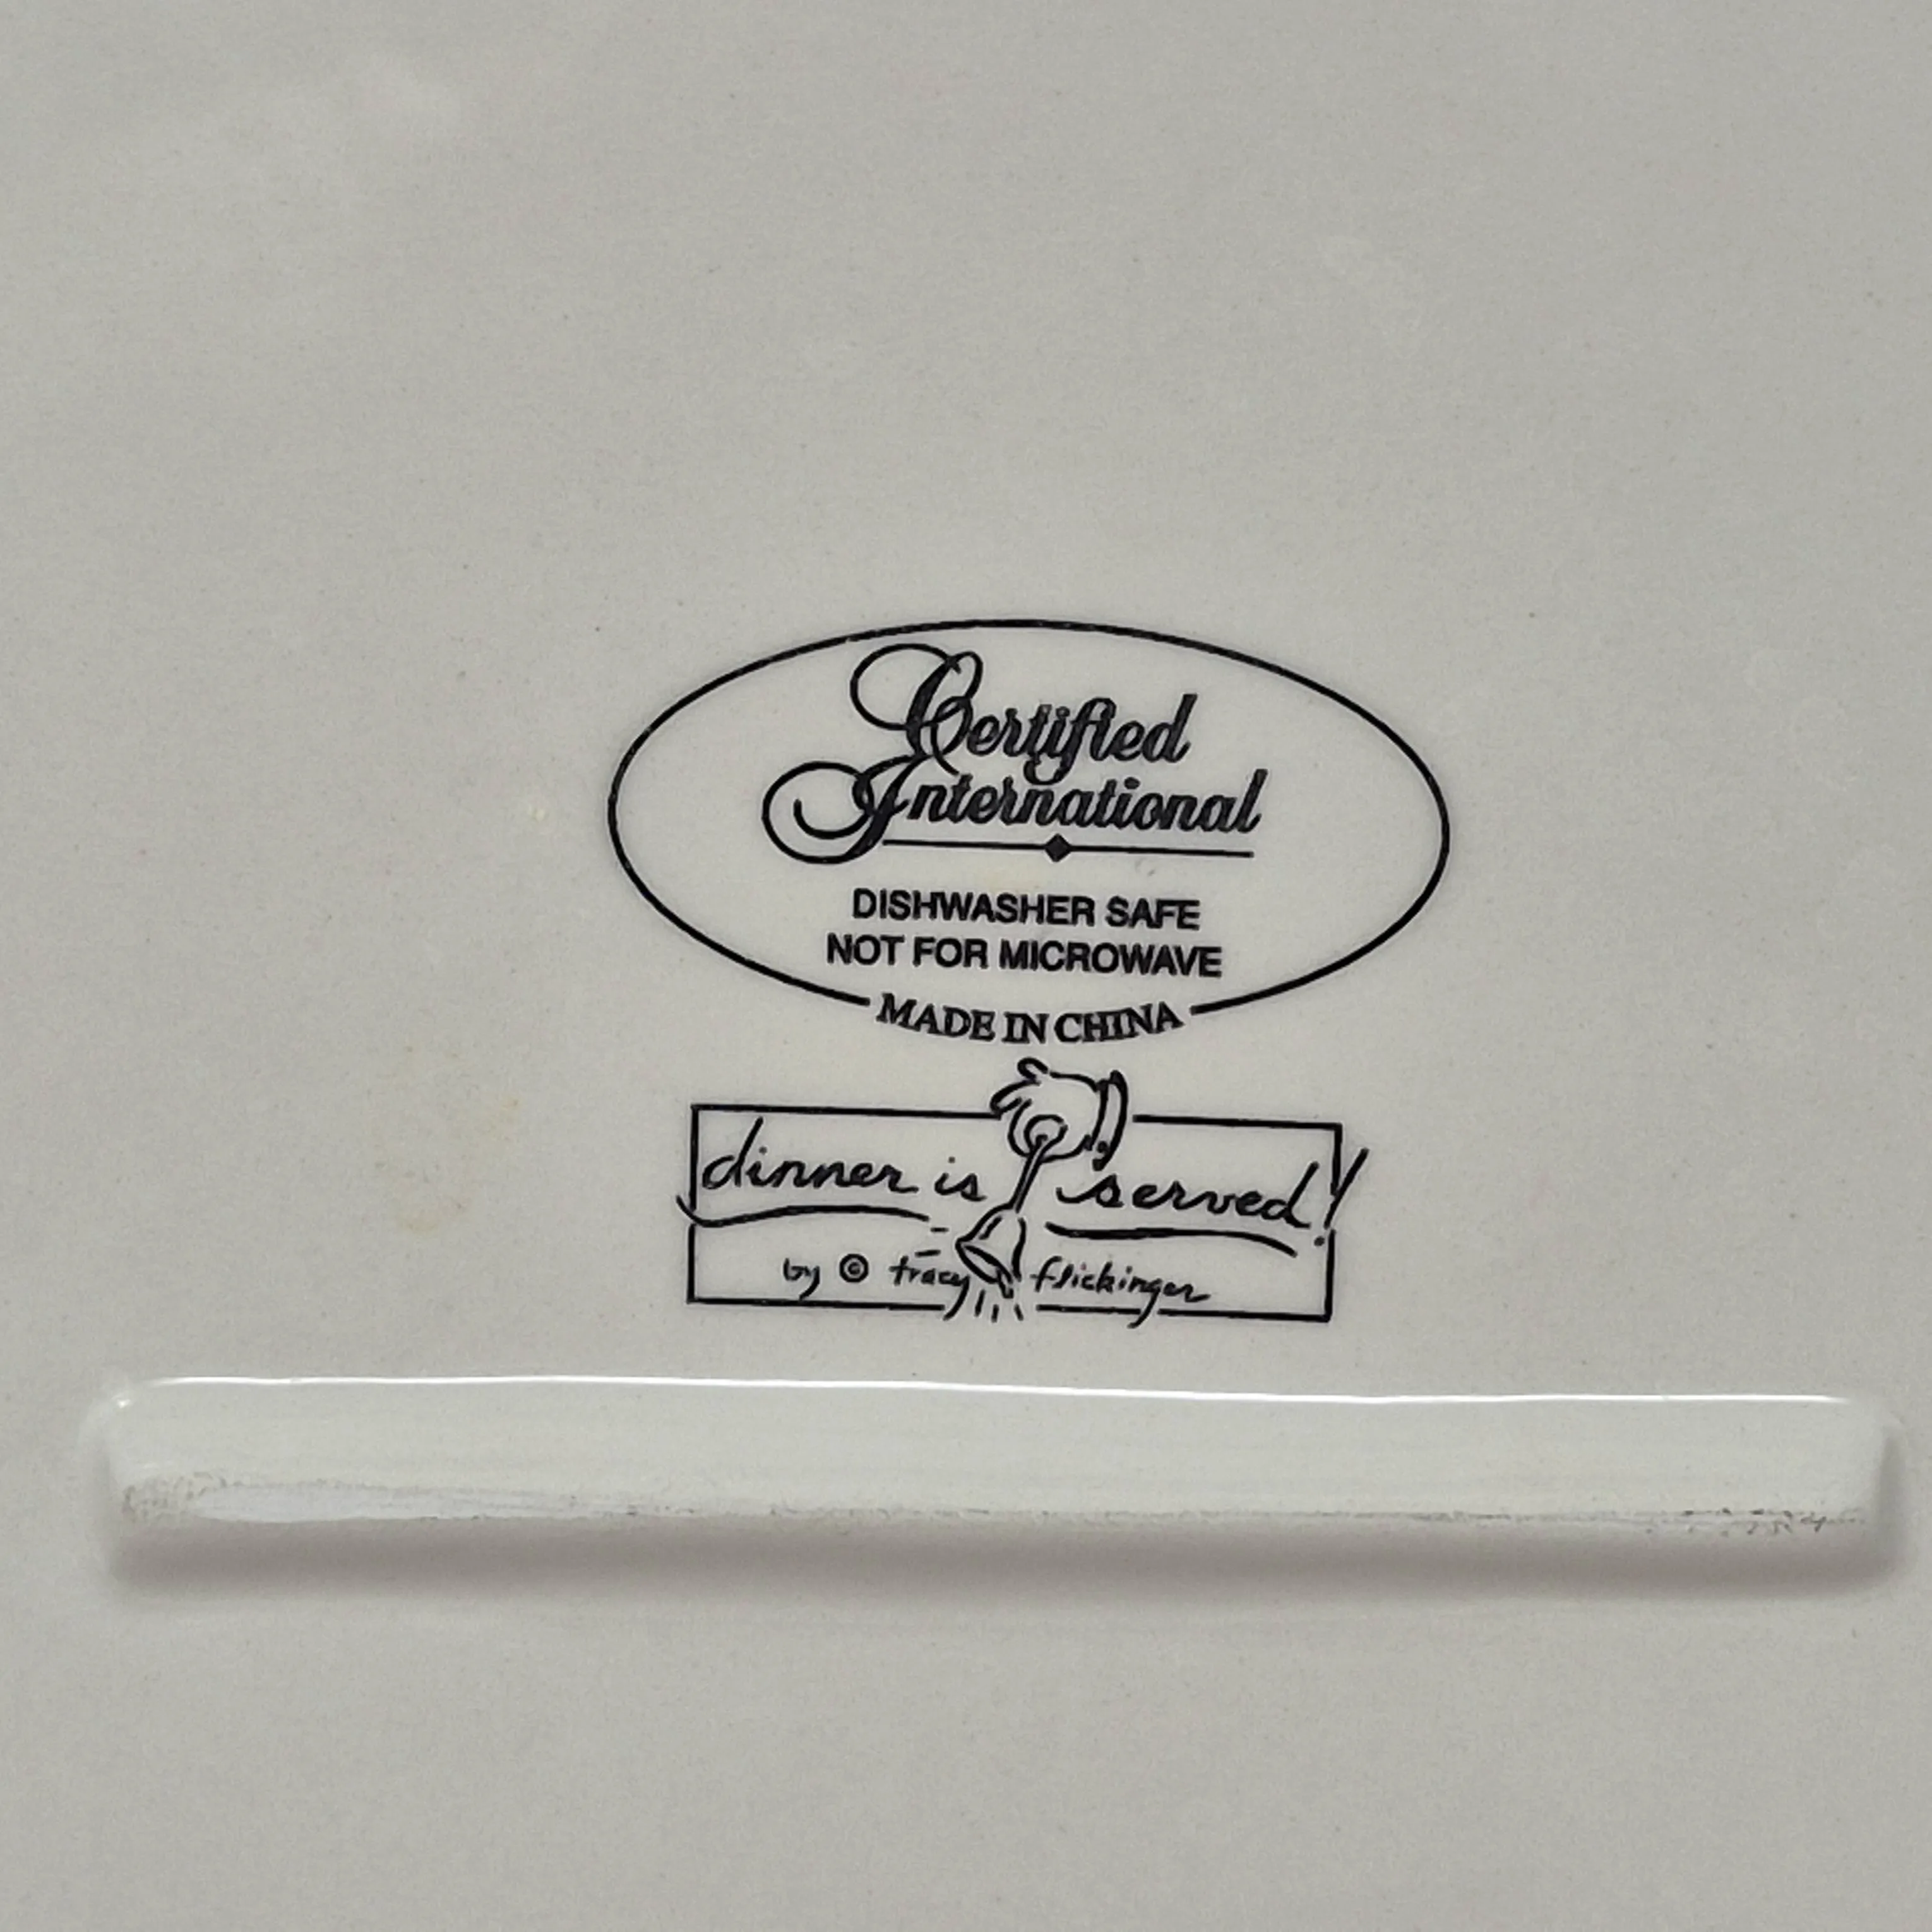 Certified
International
DISHWASHER SAFE
NOT FOR MICROWAVE
MADE IN CHINA
dinner is served!
by © tracy flickinger